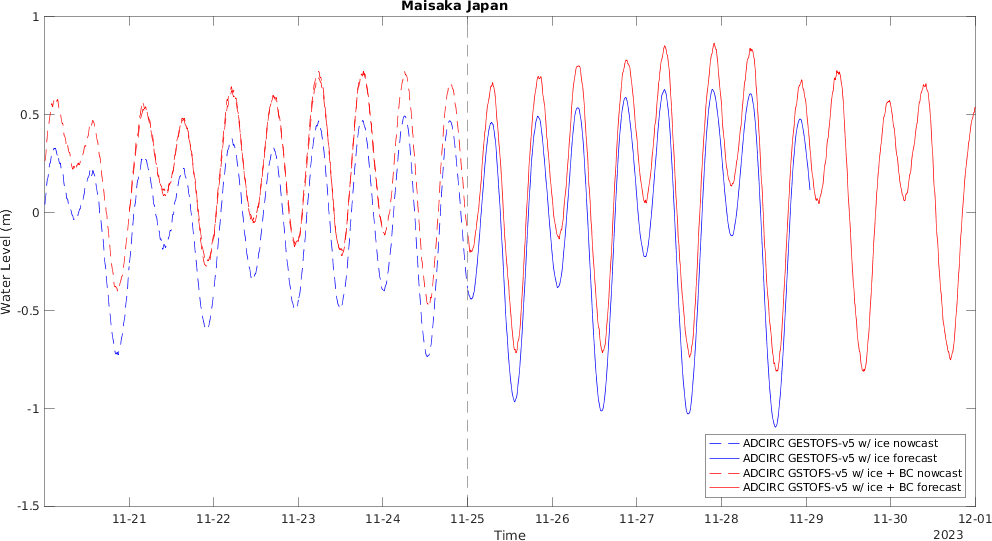 Maisaka Japan
1
0.5
0
-0.5
-1
-1.5
Water Level (m)
11-21
11-22
11-23
11-24
11-25
11-26
11-27
11-28
11-29
11-30
12-01
Time
2023
ADCIRC GESTOFS-v5 w/ ice nowcast
ADCIRC GESTOFS-v5 w/ ice forecast
ADCIRC GSTOFS-v5 w/ ice + BC nowcast
ADCIRC GSTOFS-v5 w/ ice + BC forecast